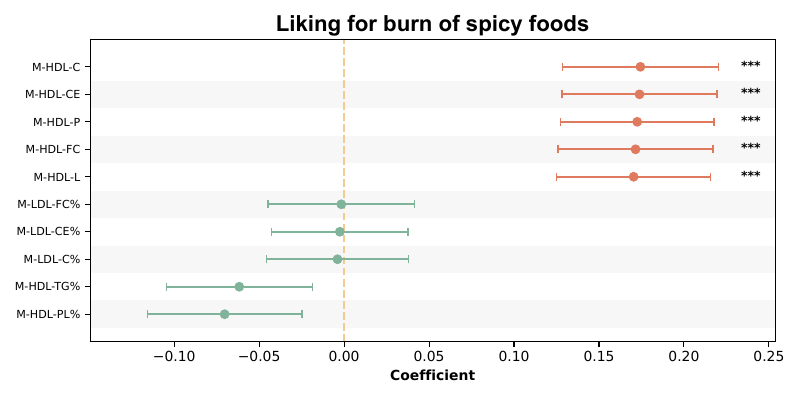 Liking for burn of spicy foods
M-HDL-C ***
M-HDL-CE ***
M-HDL-P ***
M-HDL-FC ***
M-HDL-L ***
M-LDL-FC%
M-LDL-CE%
M-LDL-C%
M-HDL-TG%
M-HDL-PL%
−0.10 −0.05 0.00 0.05 0.10 0.15 0.20 0.25
Coefficient